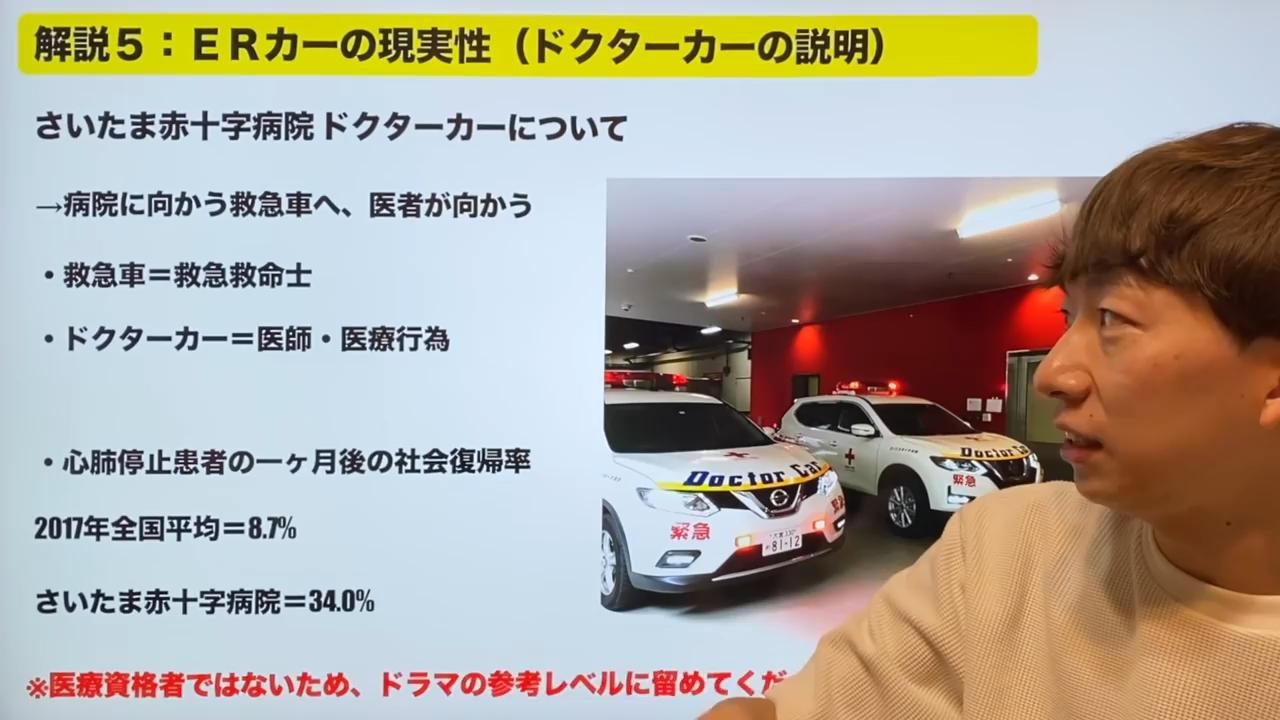 解説5：ERカーの現実性（ドクターカーの説明）
さいたま赤十字病院ドクターカーについて
→病院に向かう救急車へ、医者が向かう
・救急車＝救急救命士
・ドクターカー＝医師・医療行為
・心肺停止患者の一ヶ月後の社会復帰率
2017年全国平均＝8.7%
さいたま赤十字病院＝34.0%
※医療資格者ではないため、ドラマの参考レベルに留めてくだ
Doctor Car
緊急
81-12
Doctor Car
緊急